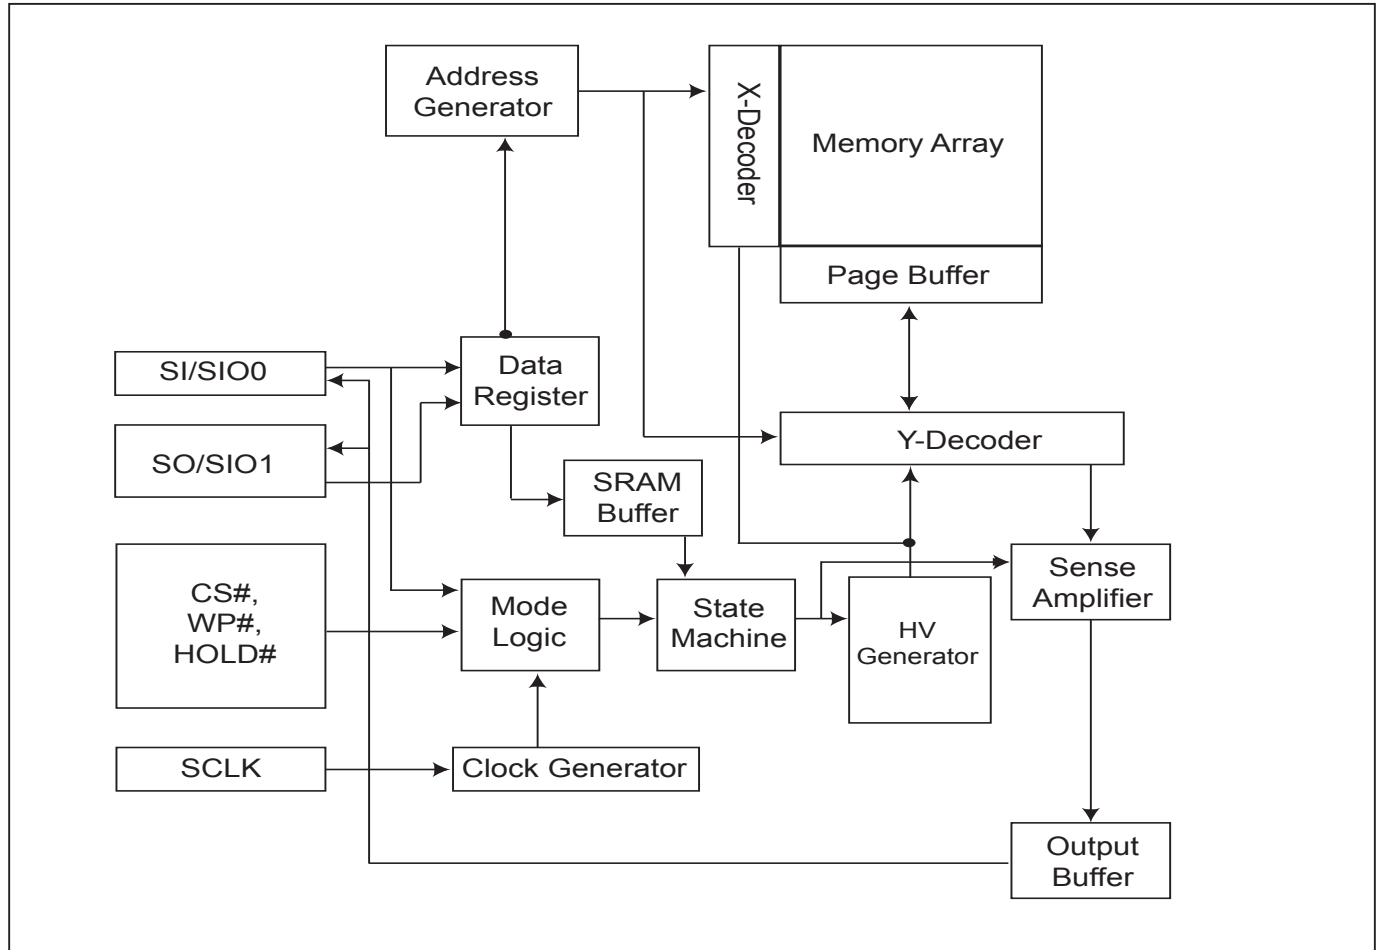 Address
Generator
X-Decoder
Memory Array
Page Buffer
SI/SIO0
Data
Register
SO/SIO1
Y-Decoder
SRAM
Buffer
CS#,
WP#,
HOLD#
Mode
Logic
State
Machine
HV
Generator
Sense
Amplifier
SCLK
Clock Generator
Output
Buffer